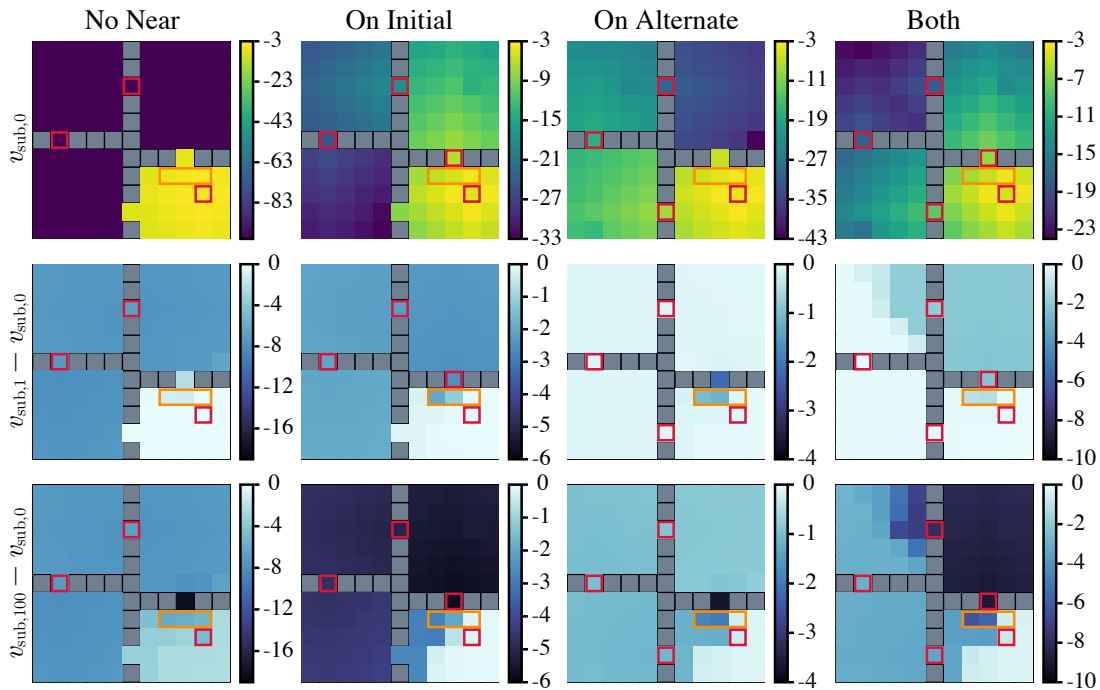 No Near On Initial On Alternate Both
v_sub,0
-3 -23 -43 -63 -83
-3 -9 -15 -21 -27 -33
-3 -11 -19 -27 -35 -43
-3 -7 -11 -15 -19 -23
v_sub,1 — v_sub,0
0 -4 -8 -12 -16
0 -1 -2 -3 -4 -5 -6
0 -1 -2 -3 -4
0 -2 -4 -6 -8 -10
v_sub,100 — v_sub,0
0 -4 -8 -12 -16
0 -1 -2 -3 -4 -5 -6
0 -1 -2 -3 -4
0 -2 -4 -6 -8 -10